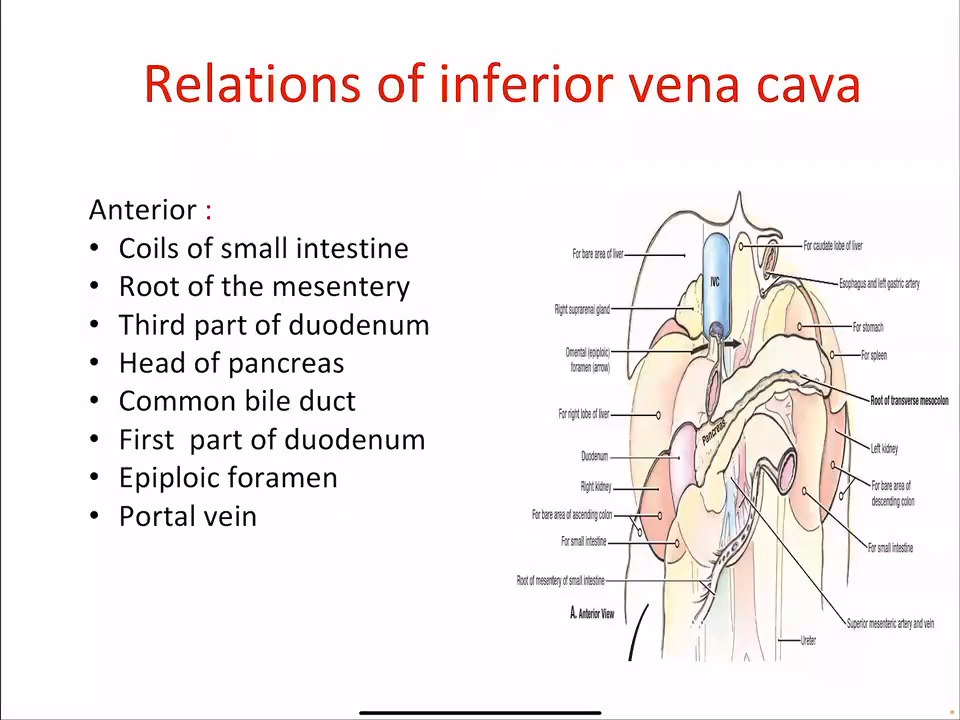 Relations of inferior vena cava
Anterior :
• Coils of small intestine
• Root of the mesentery
• Third part of duodenum
• Head of pancreas
• Common bile duct
• First part of duodenum
• Epiploic foramen
• Portal vein
For bare area of liver
Right suprarenal gland
Omental (epiploic)
foramen (arrow)
For right lobe of liver
Duodenum
Right kidney
For bare area of ascending colon
For small intestine
Root of mesentery of small intestine
A. Anterior View
IVC
Pancreas
For caudate lobe of liver
Esophagus and left gastric artery
For stomach
For spleen
Root of transverse mesocolon
Left kidney
For bare area of
descending colon
For small intestine
Superior mesenteric artery and vein
Ureter